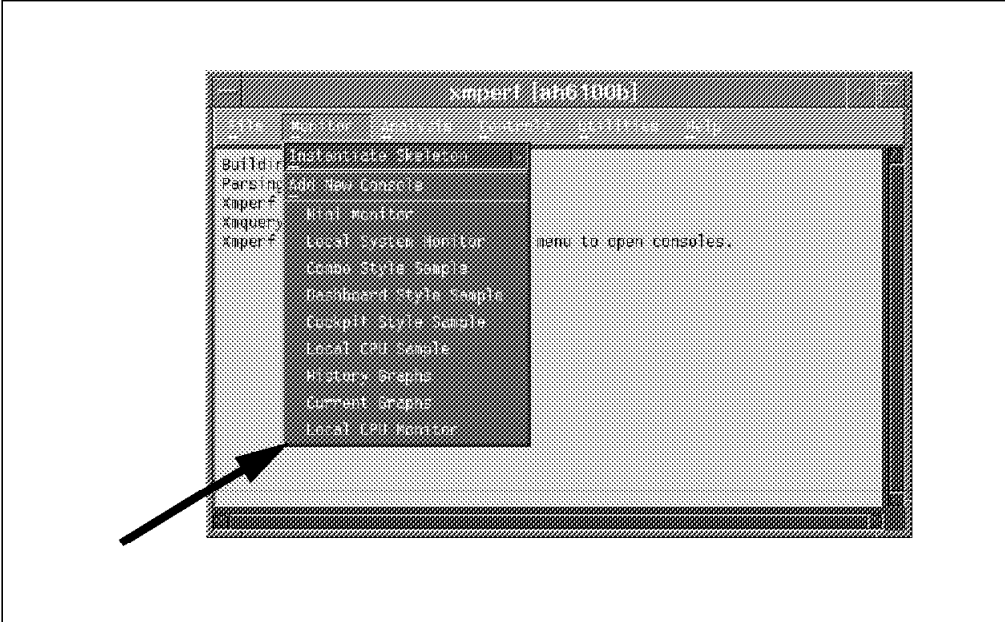 xmperf [ah6100b]
File Monitor Analysis Controls Utilities Help
Buildin
Parsing
Xmperf
Xmquery
Xmperf menu to open consoles.
Instantiate Skeleton
Add New Console
Mini Monitor
Local System Monitor
Combo Style Sample
Dashboard Style Sample
Cockpit Style Sample
Local CPU Sample
History Graphs
Current Graphs
Local CPU Monitor